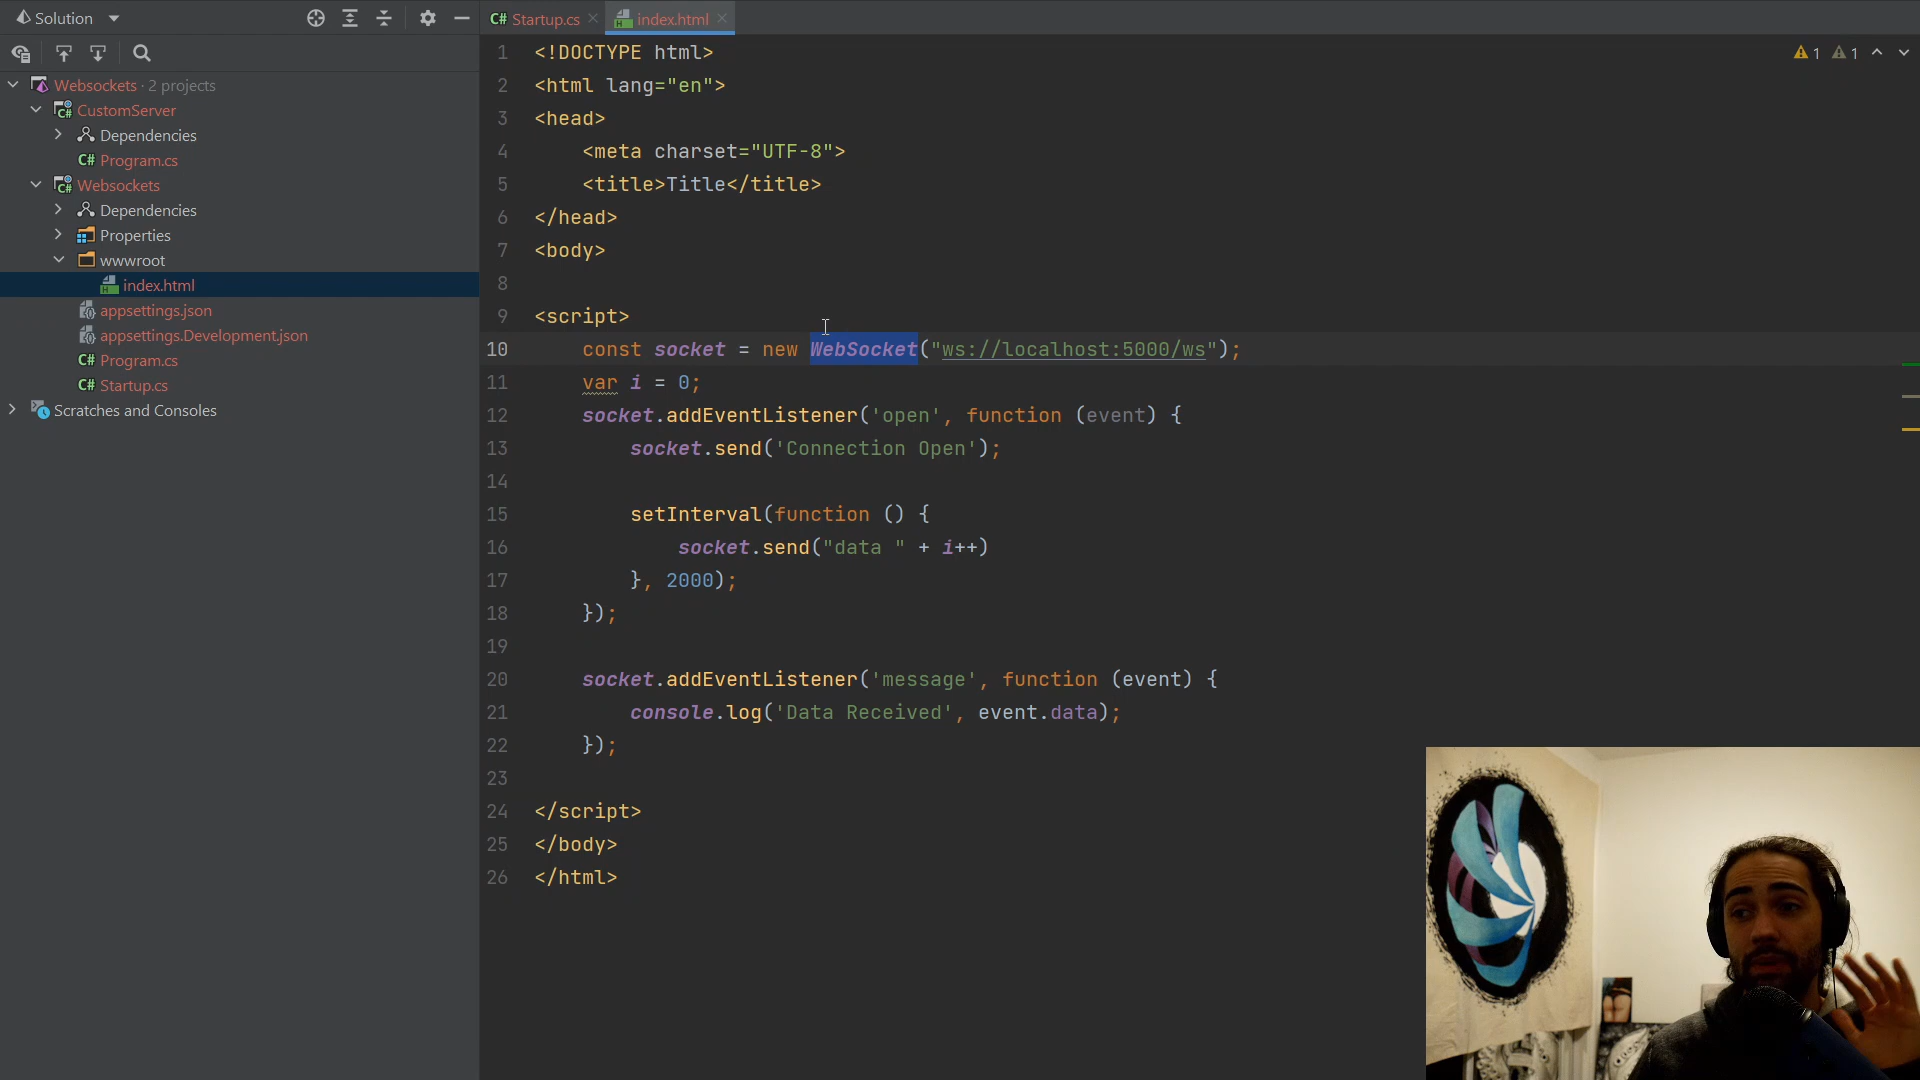 Solution
Startup.cs
index.html
Websockets · 2 projects
CustomServer
Dependencies
C# Program.cs
Websockets
Dependencies
Properties
wwwroot
index.html
appsettings.json
appsettings.Development.json
C# Program.cs
C# Startup.cs
Scratches and Consoles
1 <!DOCTYPE html>
2 <html lang="en">
3 <head>
4 <meta charset="UTF-8">
5 <title>Title</title>
6 </head>
7 <body>
8
9 <script>
10 const socket = new WebSocket("ws://localhost:5000/ws");
11 var i = 0;
12 socket.addEventListener('open', function (event) {
13 socket.send('Connection Open');
14
15 setInterval(function () {
16 socket.send("data " + i++)
17 }, 2000);
18 });
19
20 socket.addEventListener('message', function (event) {
21 console.log('Data Received', event.data);
22 });
23
24 </script>
25 </body>
26 </html>
1 1